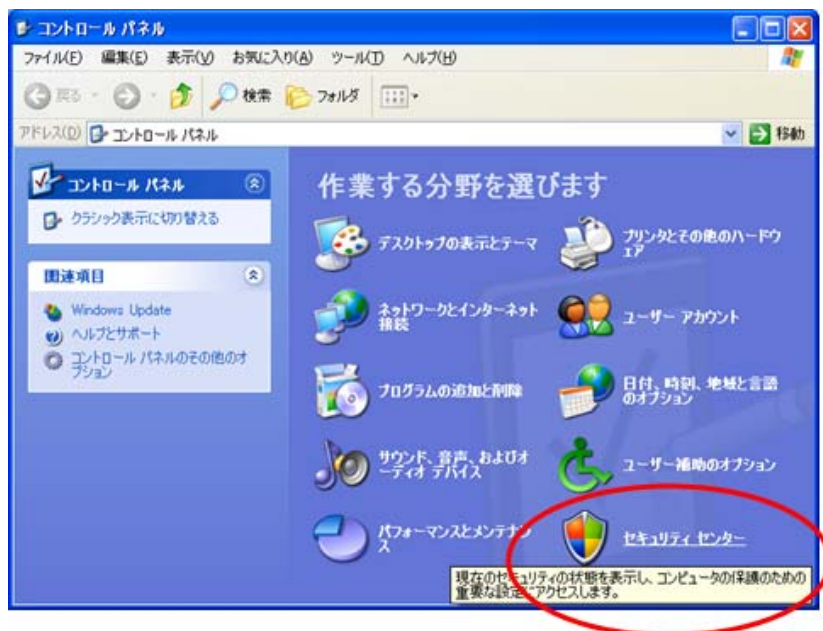 コントロール パネル
ファイル(F) 編集(E) 表示(V) お気に入り(A) ツール(T) ヘルプ(H)
戻る 検索 フォルダ
アドレス(D) コントロール パネル 移動
コントロール パネル
クラシック表示に切り替える
関連項目
Windows Update
ヘルプとサポート
コントロール パネルのその他のオ
プション
作業する分野を選びます
デスクトップの表示とテーマ
プリンタとその他のハードウ
ェア
ネットワークとインターネット
接続
ユーザー アカウント
プログラムの追加と削除
日付、時刻、地域と言語
のオプション
サウンド、音声、およびオ
ーディオ デバイス
ユーザー補助のオプション
パフォーマンスとメンテナン
ス
セキュリティ センター
現在のセキュリティの状態を表示し、コンピュータの保護のための
重要な設定にアクセスします。